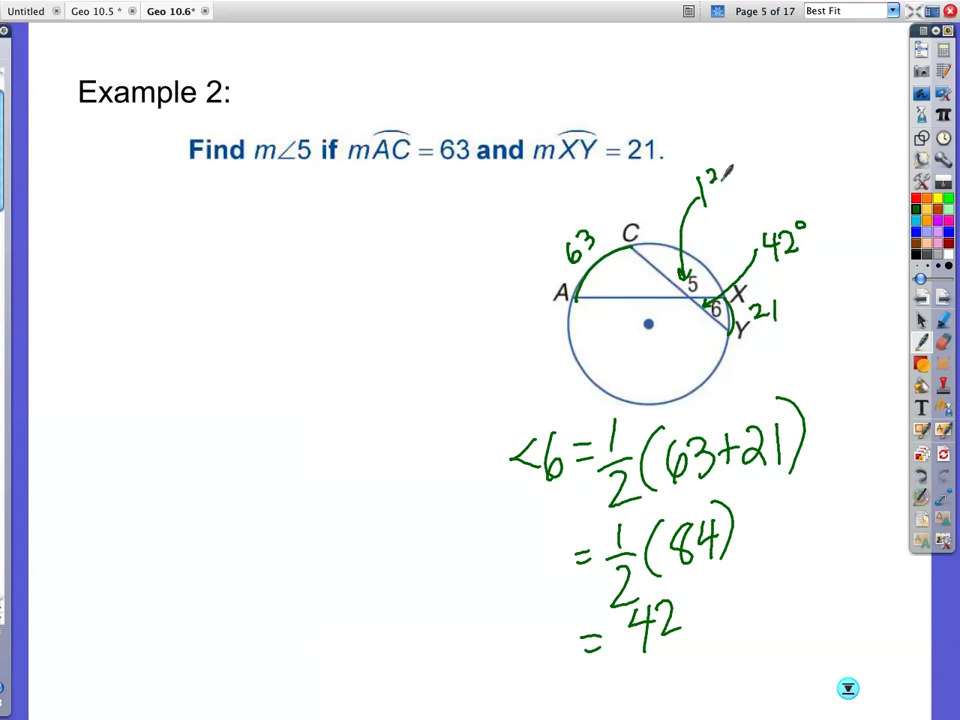 Untitled
Geo 10.5 *
Geo 10.6*
Page 5 of 17
Best Fit
Example 2:
Find m∠5 if mAC = 63 and mXY = 21.
C
63
42°
A
5
X
6
21
Y
<6 = 1/2 (63+21)
= 1/2 (84)
= 42